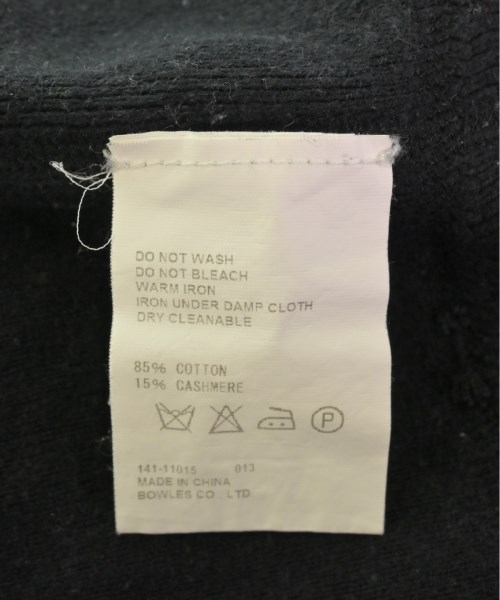 DO NOT WASH
DO NOT BLEACH
WARM IRON
IRON UNDER DAMP CLOTH
DRY CLEANABLE
85% COTTON
15% CASHMERE
P
141-11015 013
MADE IN CHINA
BOWLES CO., LTD.